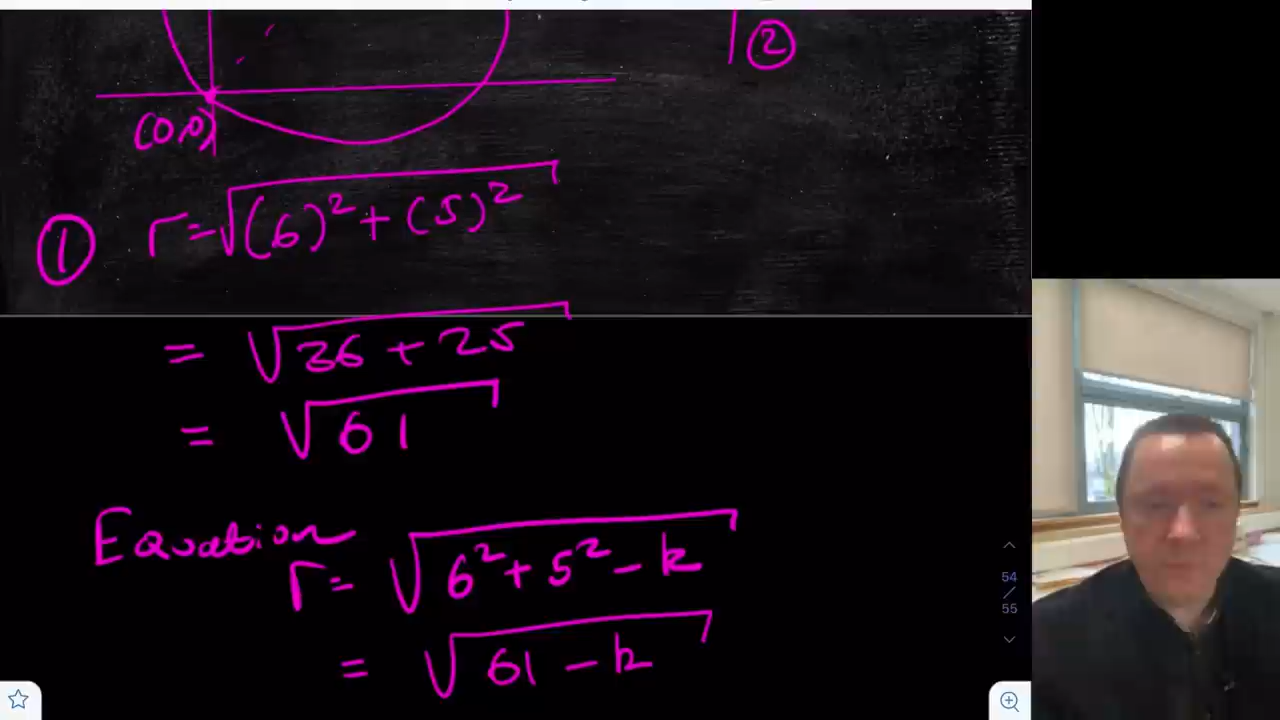 ②
(0,0)
① r=√(6)²+(5)²
= √36+25
= √61
Equation
r= √6²+5²-k
= √61-k
54
/
55